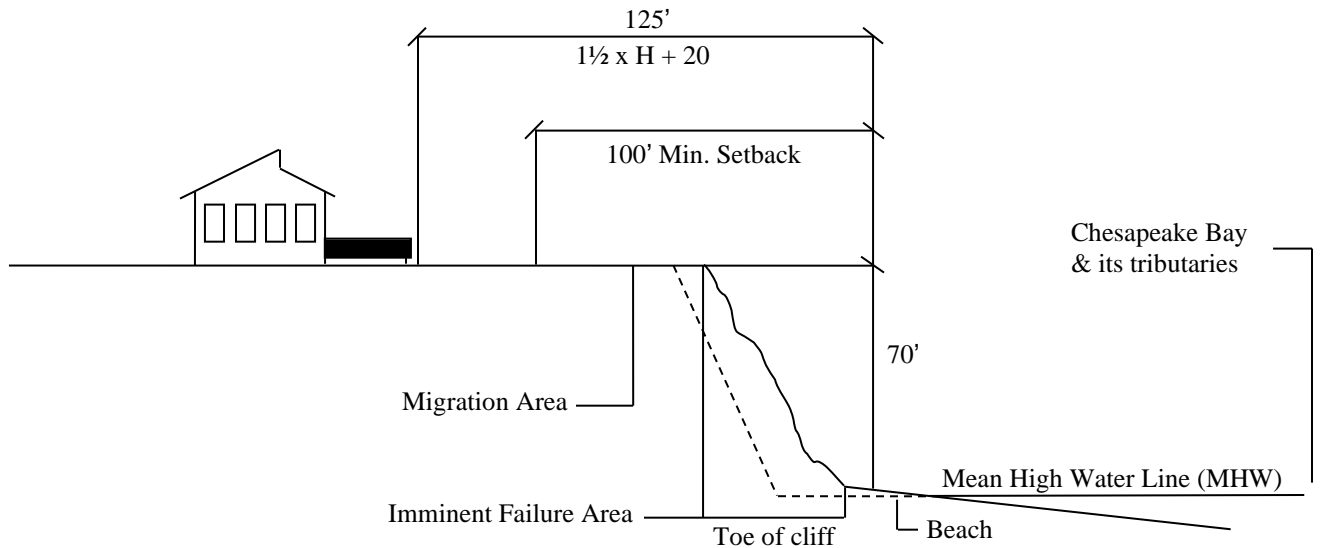 125’
1½ x H + 20
100’ Min. Setback
Chesapeake Bay
& its tributaries
70’
Migration Area
Mean High Water Line (MHW)
Imminent Failure Area
Beach
Toe of cliff